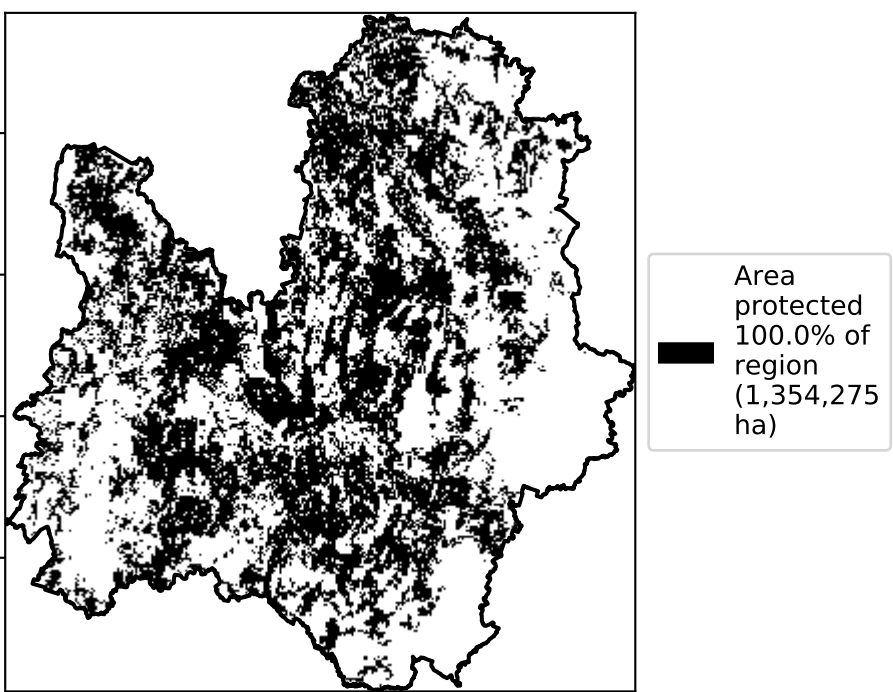 Area
protected
100.0% of
region
(1,354,275
ha)